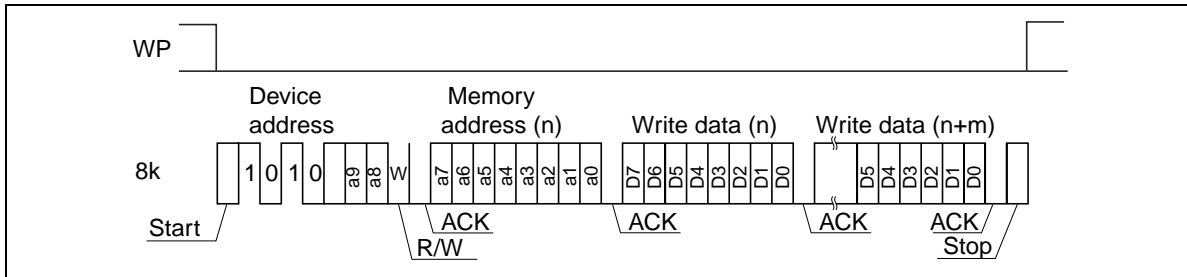 WP
Device address
Memory address (n)
Write data (n)
Write data (n+m)
8k
1 0 1 0 a9 a8 W a7 a6 a5 a4 a3 a2 a1 a0 D7 D6 D5 D4 D3 D2 D1 D0 D5 D4 D3 D2 D1 D0
Start
R/W
ACK
ACK
ACK
ACK
Stop